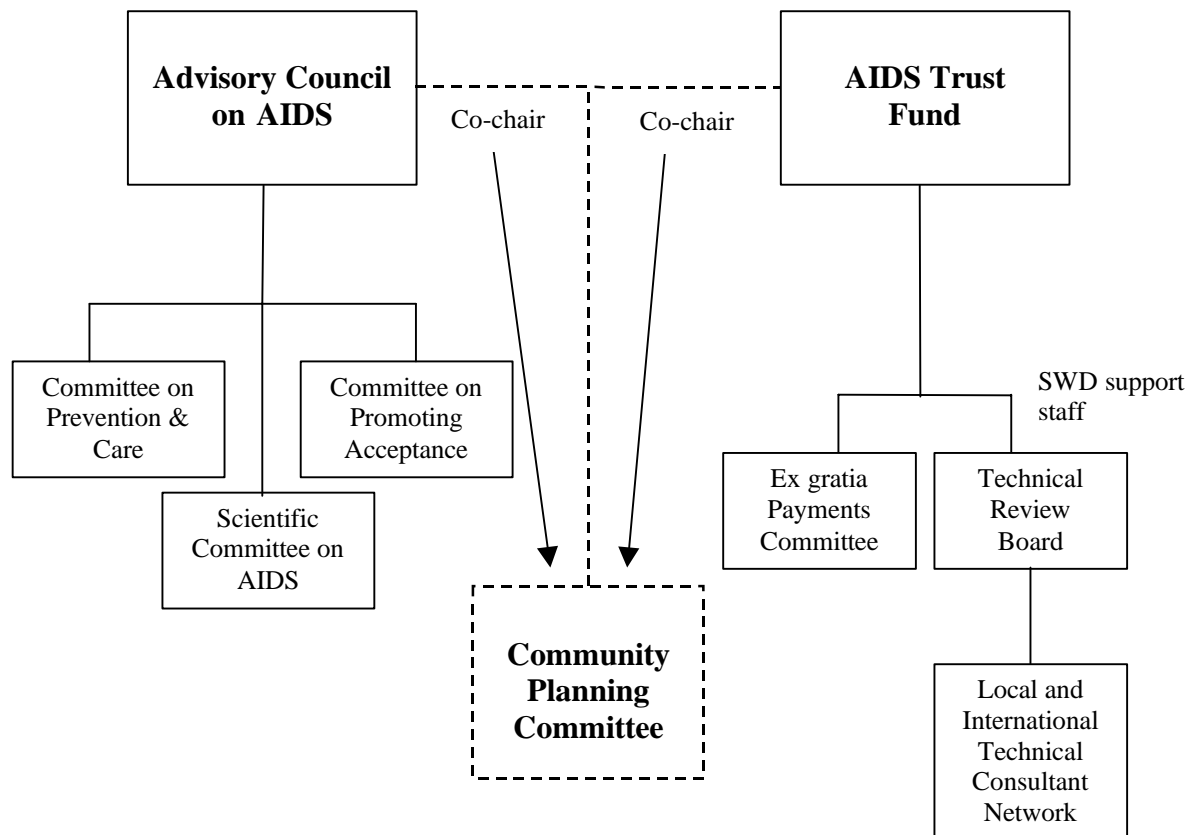 Advisory Council
on AIDS
AIDS Trust
Fund
Co-chair
Co-chair
Committee on
Prevention &
Care
Committee on
Promoting
Acceptance
Scientific
Committee on
AIDS
SWD support
staff
Ex gratia
Payments
Committee
Technical
Review
Board
Community
Planning
Committee
Local and
International
Technical
Consultant
Network